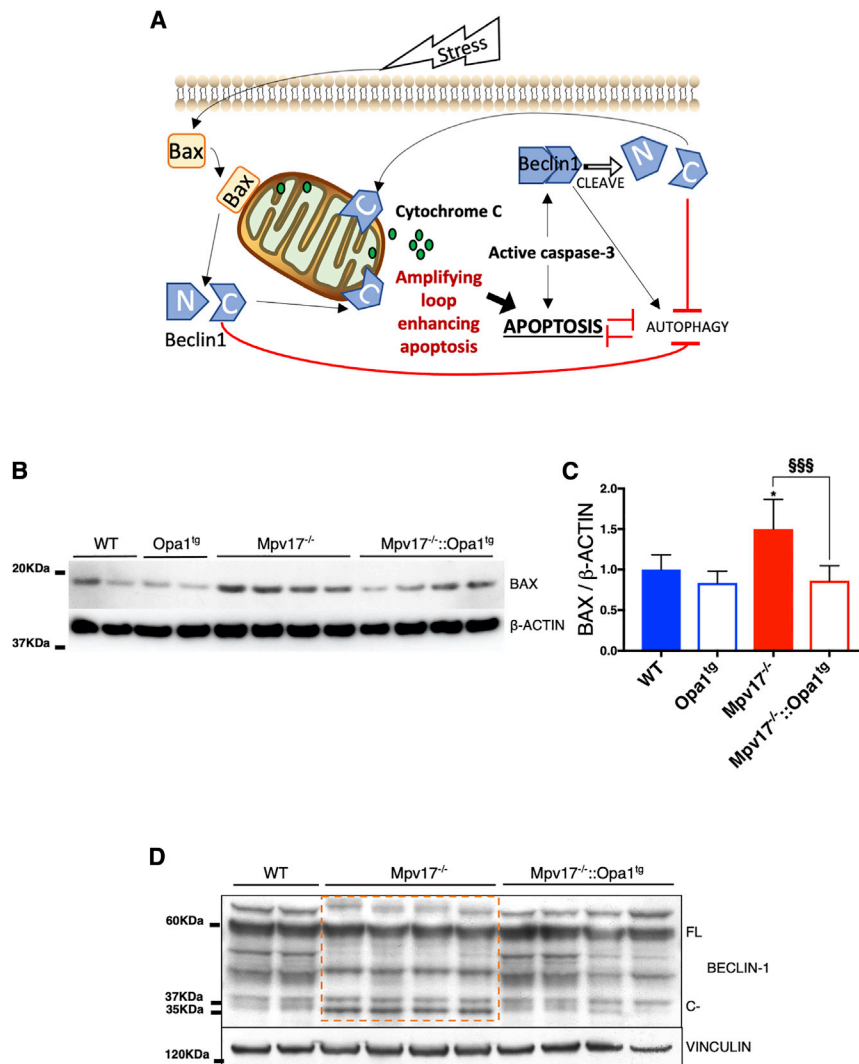 A
Stress
Bax
Bax
Beclin1
N
C
CLEAVE
C
Cytochrome C
Active caspase-3
Amplifying
loop
enhancing
apoptosis
C
N
C
Beclin1
APOPTOSIS
AUTOPHAGY
B
WT Opa1tg Mpv17-/- Mpv17-/-::Opa1tg
20KDa
BAX
β-ACTIN
37KDa
C
§§§
*
BAX / β-ACTIN
2.0
1.5
1.0
0.5
0.0
WT
Opa1tg
Mpv17-/-
Mpv17-/-::Opa1tg
D
WT Mpv17-/- Mpv17-/-::Opa1tg
60KDa
FL
BECLIN-1
37KDa
35KDa
C-
VINCULIN
120KDa